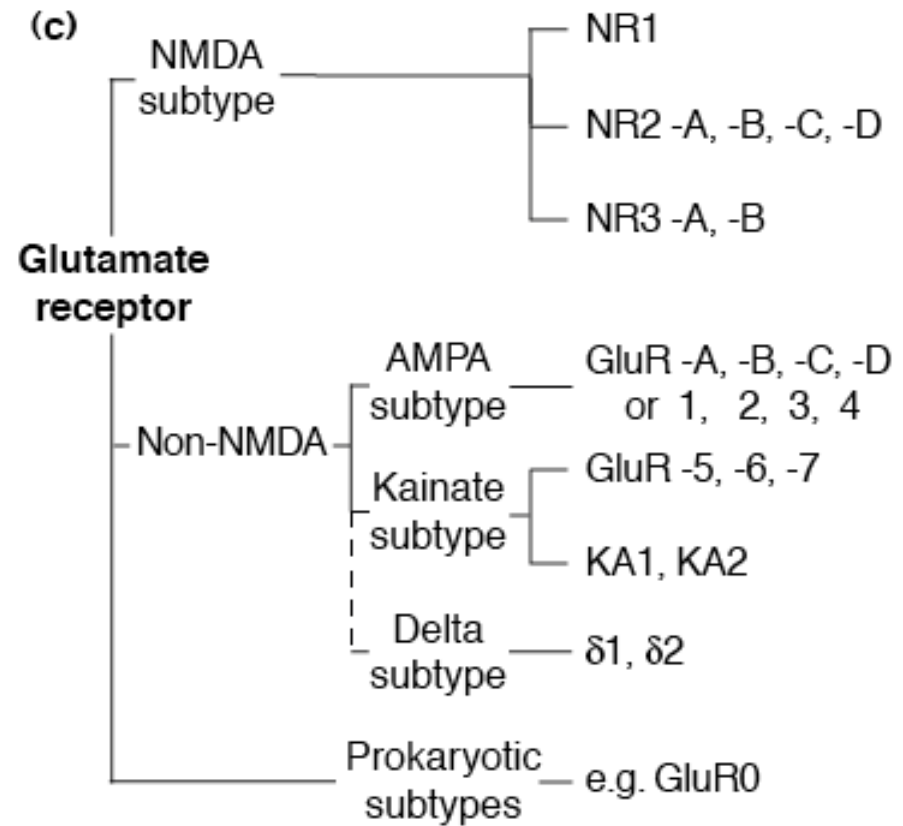 (c)
NMDA
subtype
NR1
NR2 -A, -B, -C, -D
NR3 -A, -B
Glutamate
receptor
Non-NMDA
AMPA
subtype
GluR -A, -B, -C, -D
or 1, 2, 3, 4
Kainate
subtype
GluR -5, -6, -7
KA1, KA2
Delta
subtype
δ1, δ2
Prokaryotic
subtypes
e.g. GluR0